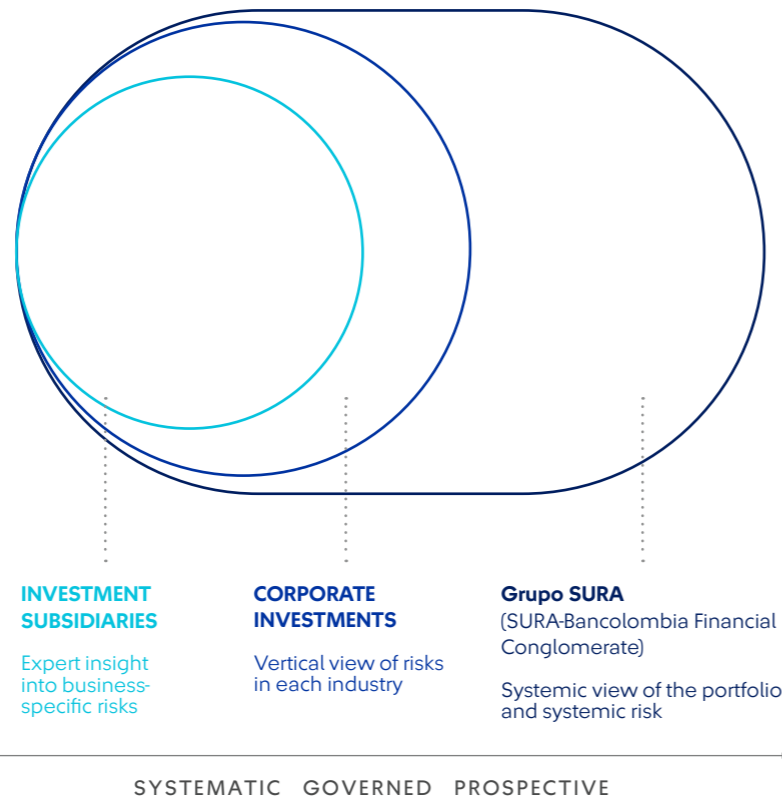 INVESTMENT
SUBSIDIARIES
Expert insight
into business-
specific risks
CORPORATE
INVESTMENTS
Vertical view of risks
in each industry
Grupo SURA
(SURA-Bancolombia Financial
Conglomerate)
Systemic view of the portfolio
and systemic risk
SYSTEMATIC GOVERNED PROSPECTIVE